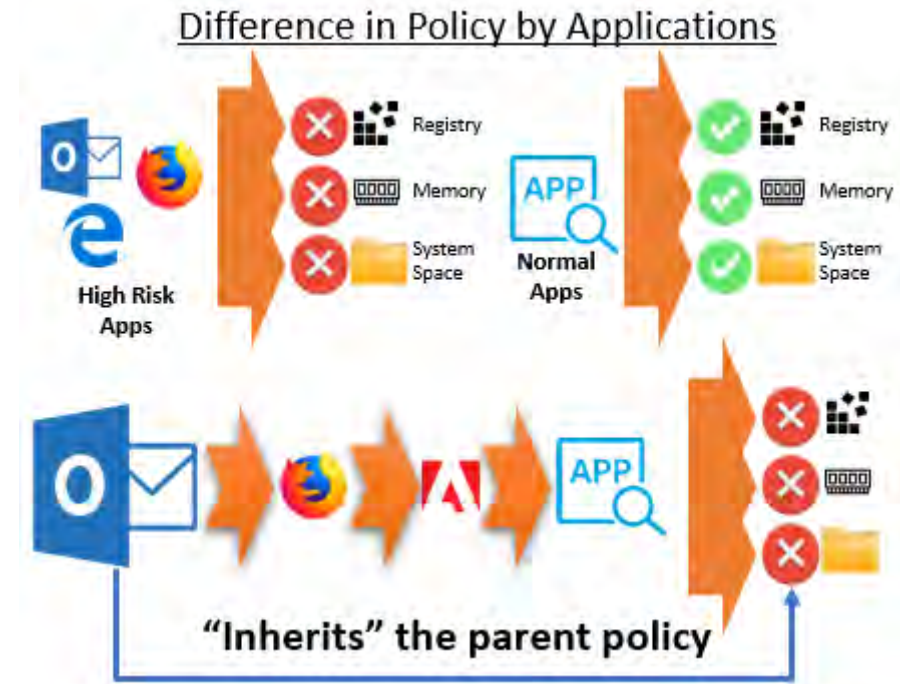 Difference in Policy by Applications
Registry
Memory
System
Space
High Risk
Apps
APP
Normal
Apps
Registry
Memory
System
Space
O
O
APP
“Inherits” the parent policy